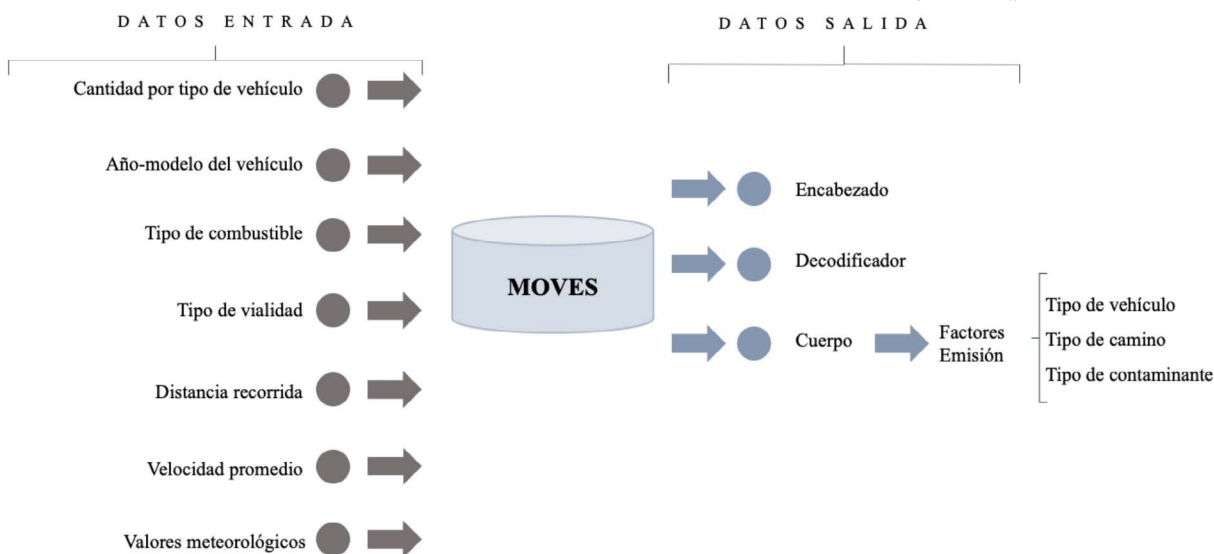 DATOS ENTRADA
Cantidad por tipo de vehículo
Año-modelo del vehículo
Tipo de combustible
Tipo de vialidad
Distancia recorrida
Velocidad promedio
Valores meteorológicos
MOVES
DATOS SALIDA
Encabezado
Decodificador
Cuerpo
Factores
Emisión
Tipo de vehículo
Tipo de camino
Tipo de contaminante